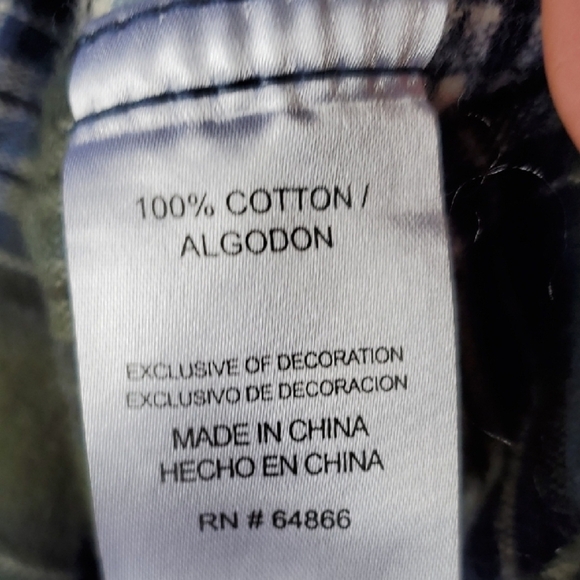 100% COTTON /
ALGODON
EXCLUSIVE OF DECORATION
EXCLUSIVO DE DECORACION
MADE IN CHINA
HECHO EN CHINA
RN # 64866